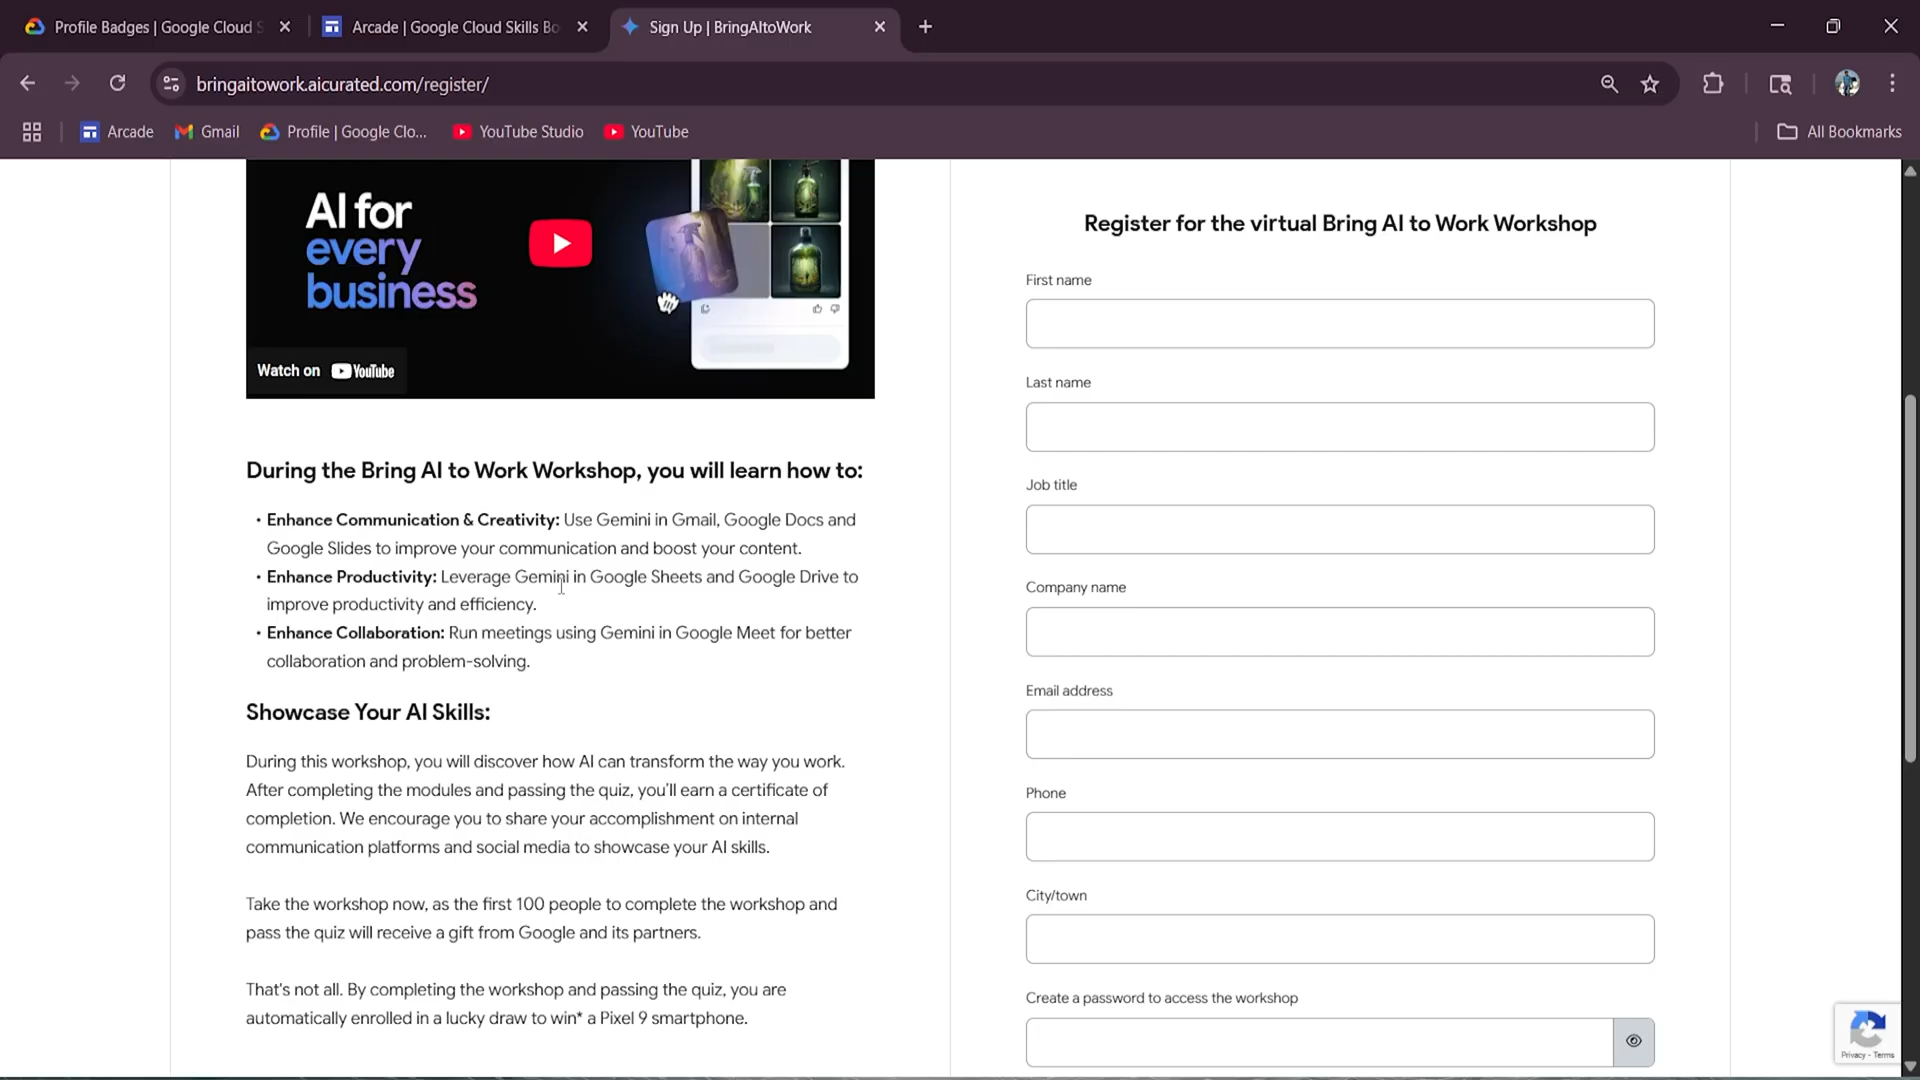 Profile Badges | Google Cloud S
Arcade | Google Cloud Skills Bo
Sign Up | BringAItoWork
bringaitowork.aicurated.com/register/
Arcade
Gmail
Profile | Google Clo...
YouTube Studio
YouTube
All Bookmarks
AI for
every
business
Watch on YouTube
During the Bring AI to Work Workshop, you will learn how to:
• Enhance Communication & Creativity: Use Gemini in Gmail, Google Docs and
Google Slides to improve your communication and boost your content.
• Enhance Productivity: Leverage Gemini in Google Sheets and Google Drive to
improve productivity and efficiency.
• Enhance Collaboration: Run meetings using Gemini in Google Meet for better
collaboration and problem-solving.
Showcase Your AI Skills:
During this workshop, you will discover how AI can transform the way you work.
After completing the modules and passing the quiz, you'll earn a certificate of
completion. We encourage you to share your accomplishment on internal
communication platforms and social media to showcase your AI skills.
Take the workshop now, as the first 100 people to complete the workshop and
pass the quiz will receive a gift from Google and its partners.
That's not all. By completing the workshop and passing the quiz, you are
automatically enrolled in a lucky draw to win* a Pixel 9 smartphone.
Register for the virtual Bring AI to Work Workshop
First name
Last name
Job title
Company name
Email address
Phone
City/town
Create a password to access the workshop
Privacy - Terms